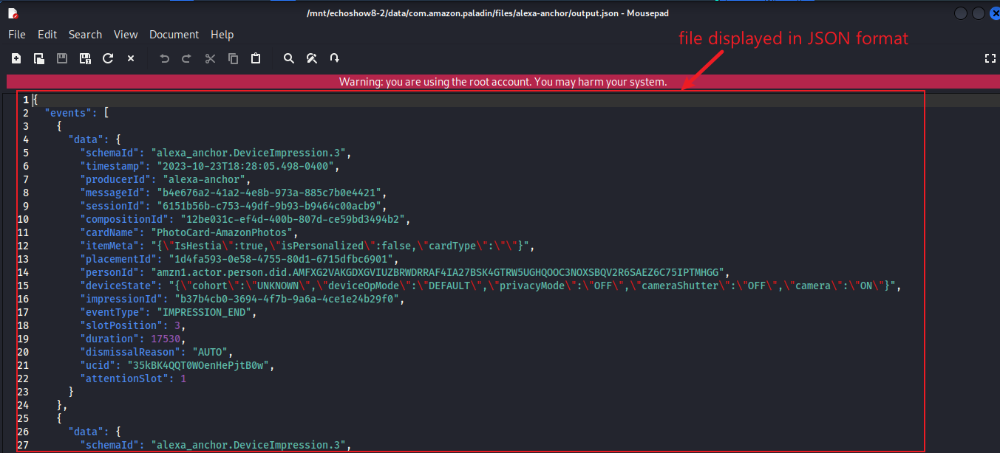 /mnt/echoshow8-2/data/com.amazon.paladin/files/alexa-anchor/output.json - Mousepad
File Edit Search View Document Help
file displayed in JSON format
Warning: you are using the root account. You may harm your system.
1 {
2 "events": [
3 {
4 "data": {
5 "schemaId": "alexa_anchor.DeviceImpression.3",
6 "timestamp": "2023-10-23T18:28:05.498-0400",
7 "producerId": "alexa-anchor",
8 "messageId": "b4e676a2-41a2-4e8b-973a-885c7b0e4421",
9 "sessionId": "6151b56b-c753-49df-9b93-b9464c00acb9",
10 "compositionId": "12be031c-ef4d-400b-807d-ce59bd3494b2",
11 "cardName": "PhotoCard-AmazonPhotos",
12 "itemMeta": "{\"IsHestia\":true,\"isPersonalized\":false,\"cardType\":\"\"}",
13 "placementId": "1d4fa593-0e58-4755-80d1-6715dfbc6901",
14 "personId": "amzn1.actor.person.did.AMFXG2VAKGDXGVIUZBRWDRRAF4IA27BSK4GTRW5UGHQOOC3NOXSBQV2R6SAEZ6C75IPTMHGG",
15 "deviceState": "{\"cohort\":\"UNKNOWN\",\"deviceOpMode\":\"DEFAULT\",\"privacyMode\":\"OFF\",\"cameraShutter\":\"OFF\",\"camera\":\"ON\"}",
16 "impressionId": "b37b4cb0-3694-4f7b-9a6a-4ce1e24b29f0",
17 "eventType": "IMPRESSION_END",
18 "slotPosition": 3,
19 "duration": 17530,
20 "dismissalReason": "AUTO",
21 "ucid": "35kBK4QQT0WOenHePjtB0w",
22 "attentionSlot": 1
23 }
24 },
25 {
26 "data": {
27 "schemaId": "alexa_anchor.DeviceImpression.3",